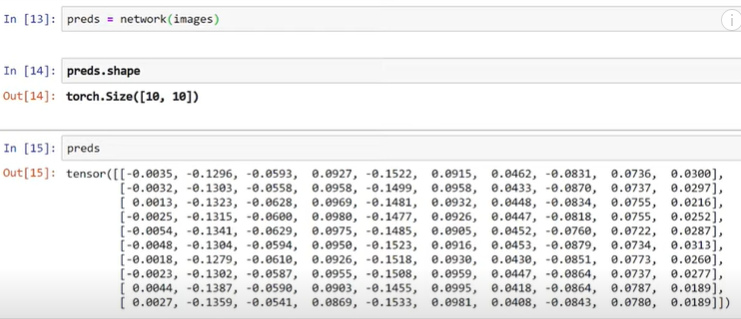 In [13]: preds = network(images)
In [14]: preds.shape
Out[14]: torch.Size([10, 10])
In [15]: preds
Out[15]: tensor([[-0.0035, -0.1296, -0.0593,  0.0927, -0.1522,  0.0915,  0.0462, -0.0831,  0.0736,  0.0300],
[-0.0032, -0.1303, -0.0558,  0.0958, -0.1499,  0.0958,  0.0433, -0.0870,  0.0737,  0.0297],
[ 0.0013, -0.1323, -0.0628,  0.0969, -0.1481,  0.0932,  0.0448, -0.0834,  0.0755,  0.0216],
[-0.0025, -0.1315, -0.0600,  0.0980, -0.1477,  0.0926,  0.0447, -0.0818,  0.0755,  0.0252],
[-0.0054, -0.1341, -0.0629,  0.0975, -0.1485,  0.0905,  0.0452, -0.0760,  0.0722,  0.0287],
[-0.0048, -0.1304, -0.0594,  0.0950, -0.1523,  0.0916,  0.0453, -0.0879,  0.0734,  0.0313],
[-0.0018, -0.1279, -0.0610,  0.0926, -0.1518,  0.0930,  0.0430, -0.0851,  0.0773,  0.0260],
[-0.0023, -0.1302, -0.0587,  0.0955, -0.1508,  0.0959,  0.0447, -0.0864,  0.0737,  0.0277],
[ 0.0044, -0.1387, -0.0590,  0.0903, -0.1455,  0.0995,  0.0418, -0.0864,  0.0787,  0.0189],
[ 0.0027, -0.1359, -0.0541,  0.0869, -0.1533,  0.0981,  0.0408, -0.0843,  0.0780,  0.0189]])